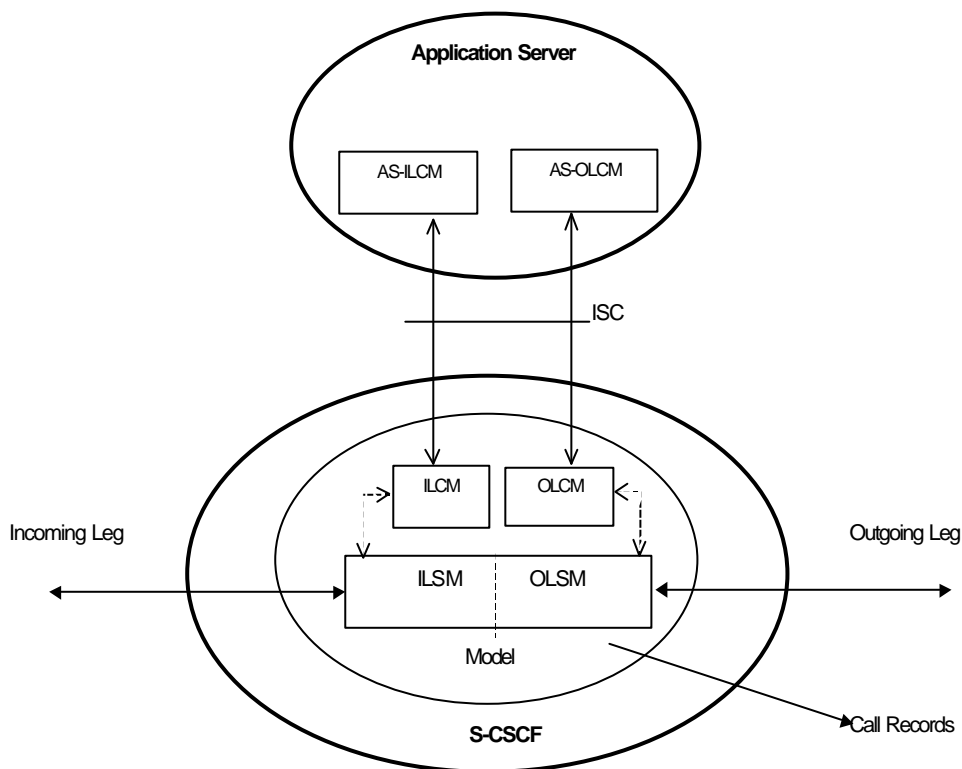 Application Server
AS-ILCM
AS-OLCM
ISC
ILCM
OLCM
Incoming Leg
Outgoing Leg
ILSM
OLSM
Model
S-CSCF
Call Records